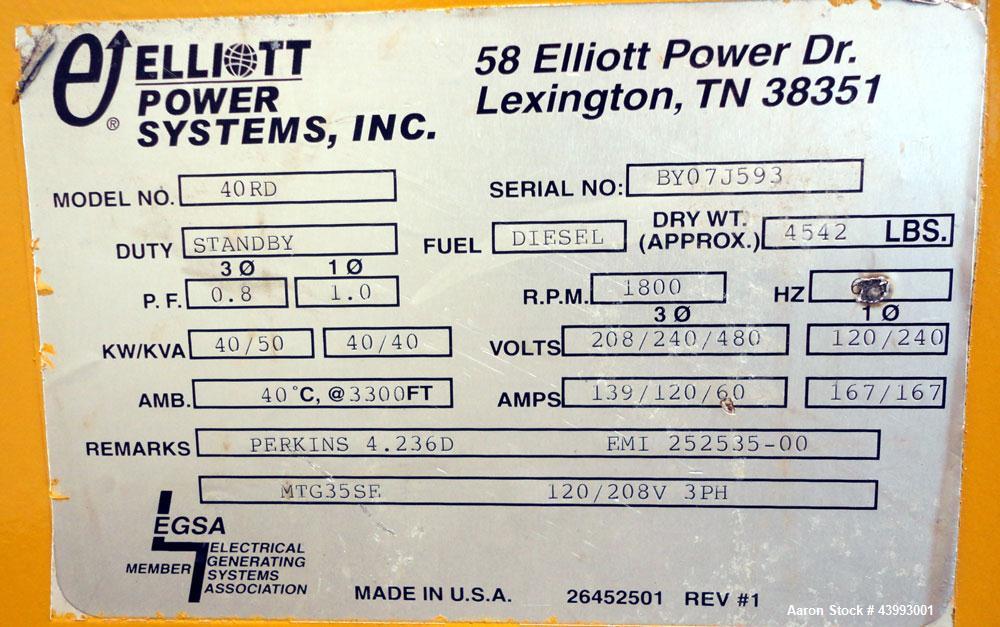 ELLIOTT
POWER
SYSTEMS, INC.
®
58 Elliott Power Dr.
Lexington, TN 38351
MODEL NO. 40RD
SERIAL NO: BY07J593
DUTY STANDBY
FUEL DIESEL
DRY WT.
(APPROX.) 4542 LBS.
3Ø 1Ø
P.F. 0.8 1.0
R.P.M. 1800
HZ
3Ø 1Ø
KW/KVA 40/50 40/40
VOLTS 208/240/480 120/240
AMB. 40°C, @3300FT
AMPS 139/120/60 167/167
REMARKS PERKINS 4.236D EMI 252535-00
MTG35SE 120/208V 3PH
EGSA
MEMBER
ELECTRICAL
GENERATING
SYSTEMS
ASSOCIATION
MADE IN U.S.A. 26452501 REV #1
Aaron Stock # 43993001